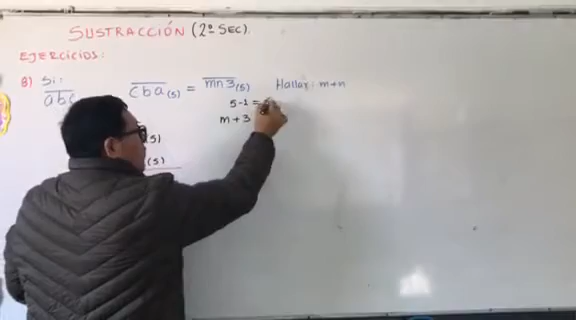 SUSTRACCIÓN (2º SEC).
EJERCICIOS:
8) Si: abc cba(5) = mn3(5) Hallar: m+n
5-1 =
m+3
(5)
(5)